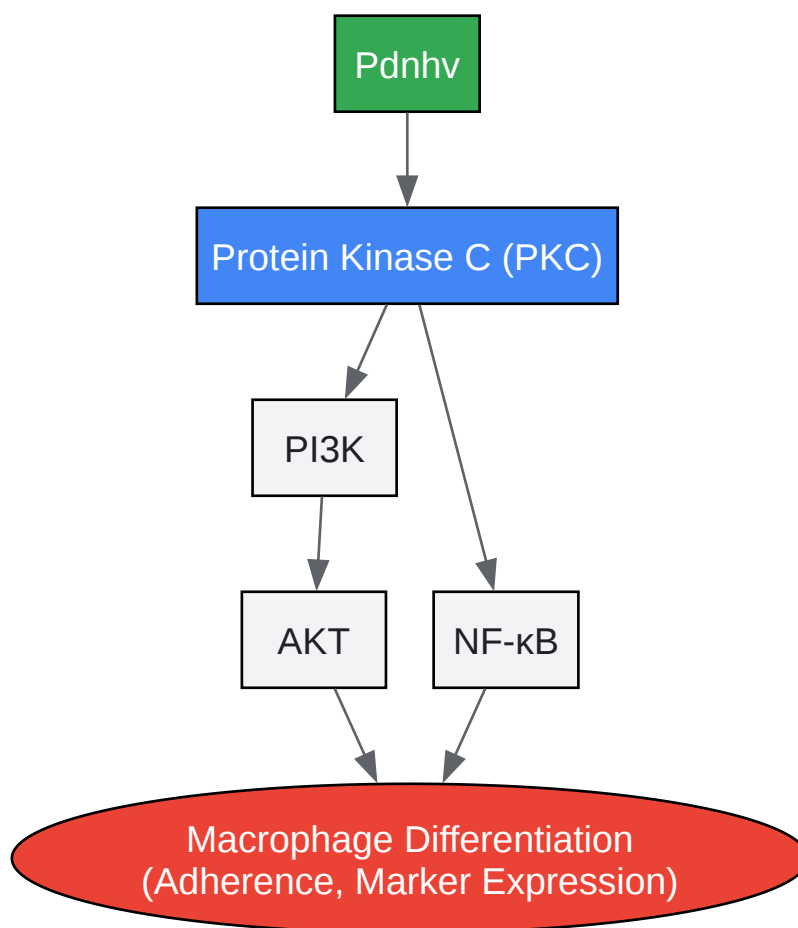 Pdnhv
Protein Kinase C (PKC)
PI3K
AKT
NF-κB
Macrophage Differentiation
(Adherence, Marker Expression)